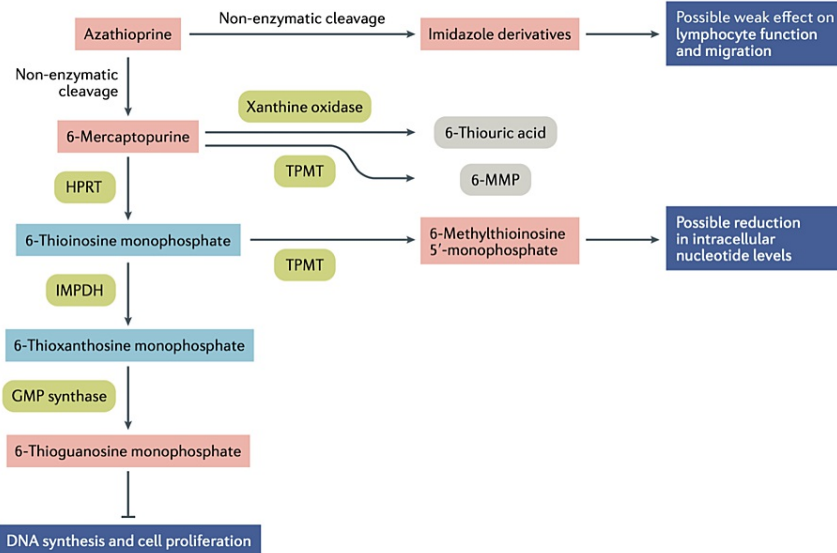 Azathioprine
Non-enzymatic cleavage
Imidazole derivatives
Possible weak effect on
lymphocyte function
and migration
Non-enzymatic
cleavage
6-Mercaptopurine
Xanthine oxidase
6-Thiouric acid
TPMT
6-MMP
HPRT
6-Thioinosine monophosphate
TPMT
6-Methylthioinosine
5′-monophosphate
Possible reduction
in intracellular
nucleotide levels
IMPDH
6-Thioxanthosine monophosphate
GMP synthase
6-Thioguanosine monophosphate
DNA synthesis and cell proliferation